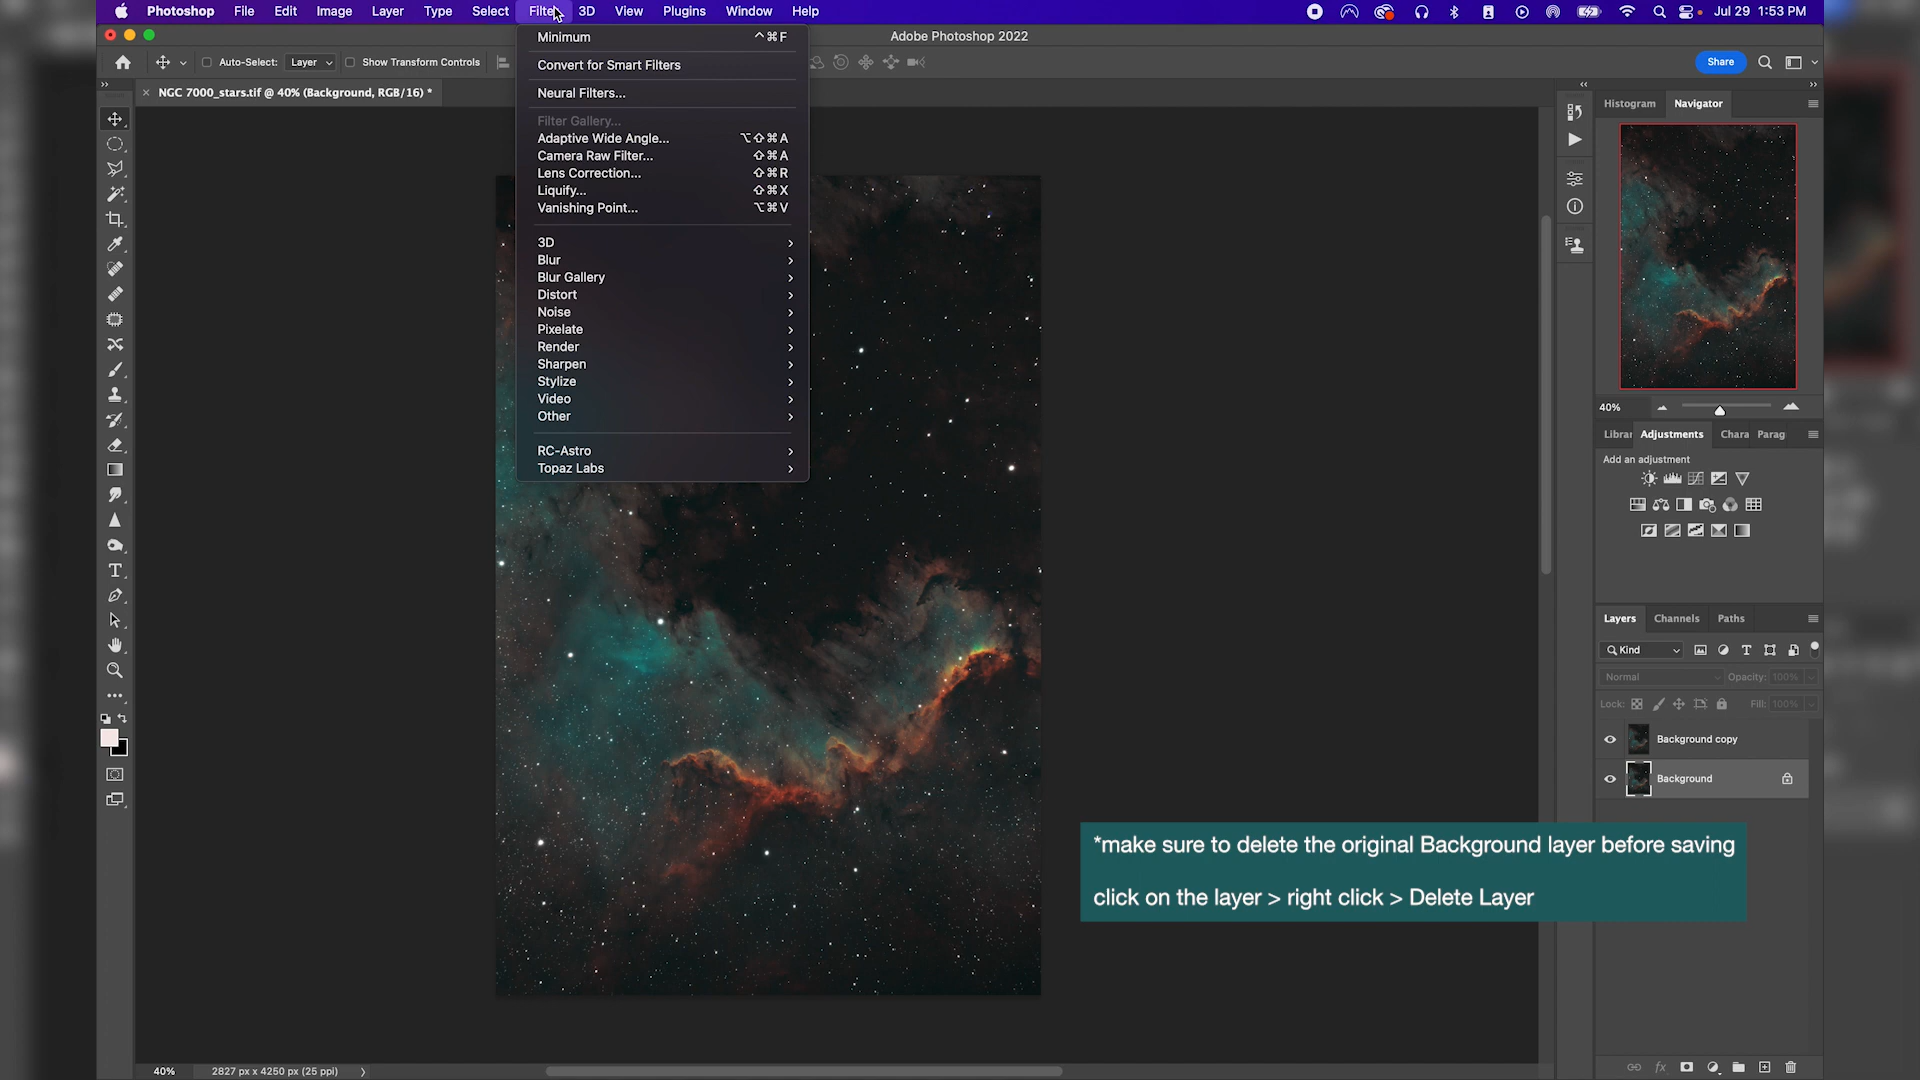 Photoshop File Edit Image Layer Type Select Filter 3D View Plugins Window Help Jul 29 1:53 PM
Adobe Photoshop 2022
Auto-Select: Layer Show Transform Controls Share
NGC 7000_stars.tif @ 40% (Background, RGB/16) *
Minimum ^⌘F
Convert for Smart Filters
Neural Filters...
Filter Gallery...
Adaptive Wide Angle... ⌥⇧⌘A
Camera Raw Filter... ⇧⌘A
Lens Correction... ⇧⌘R
Liquify... ⇧⌘X
Vanishing Point... ⌥⌘V
3D
Blur
Blur Gallery
Distort
Noise
Pixelate
Render
Sharpen
Stylize
Video
Other
RC-Astro
Topaz Labs
Histogram Navigator
40%
Librar Adjustments Chara Parag
Add an adjustment
Layers Channels Paths
Kind
Normal Opacity: 100%
Lock: Fill: 100%
Background copy
Background
*make sure to delete the original Background layer before saving
click on the layer > right click > Delete Layer
40% 2827 px x 4250 px (25 ppi)